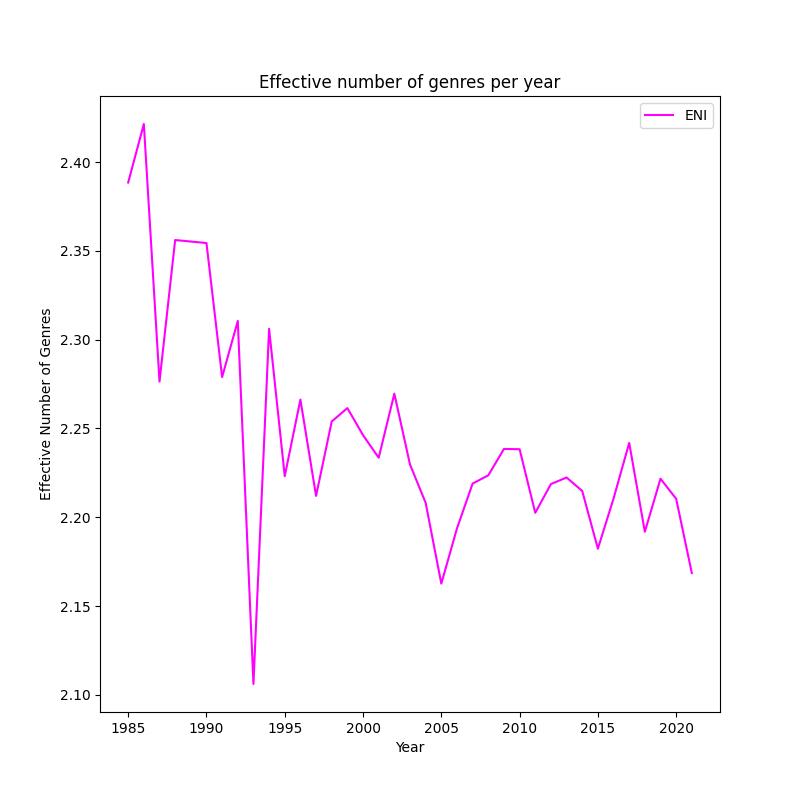 Effective number of genres per year
ENI
Effective Number of Genres
2.40
2.35
2.30
2.25
2.20
2.15
2.10
1985 1990 1995 2000 2005 2010 2015 2020
Year